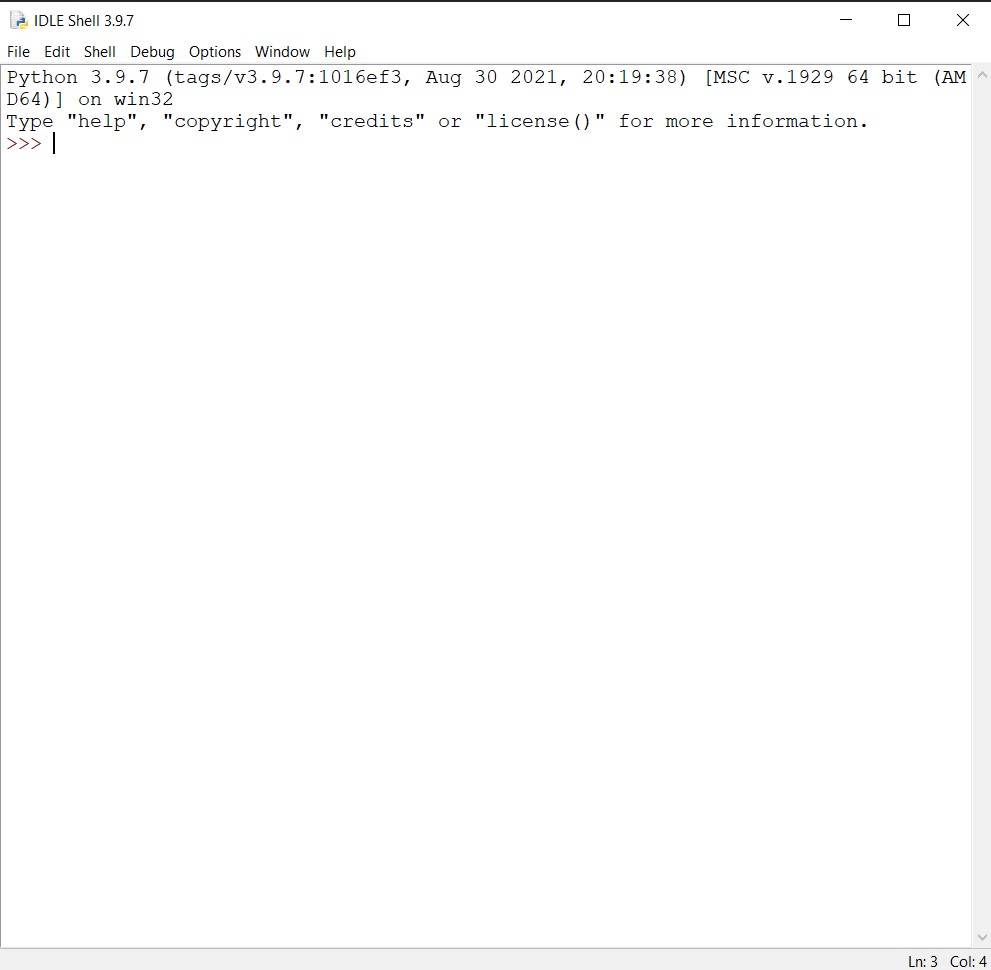 IDLE Shell 3.9.7
File Edit Shell Debug Options Window Help
Python 3.9.7 (tags/v3.9.7:1016ef3, Aug 30 2021, 20:19:38) [MSC v.1929 64 bit (AM
D64)] on win32
Type "help", "copyright", "credits" or "license()" for more information.
>>>
Ln: 3 Col: 4